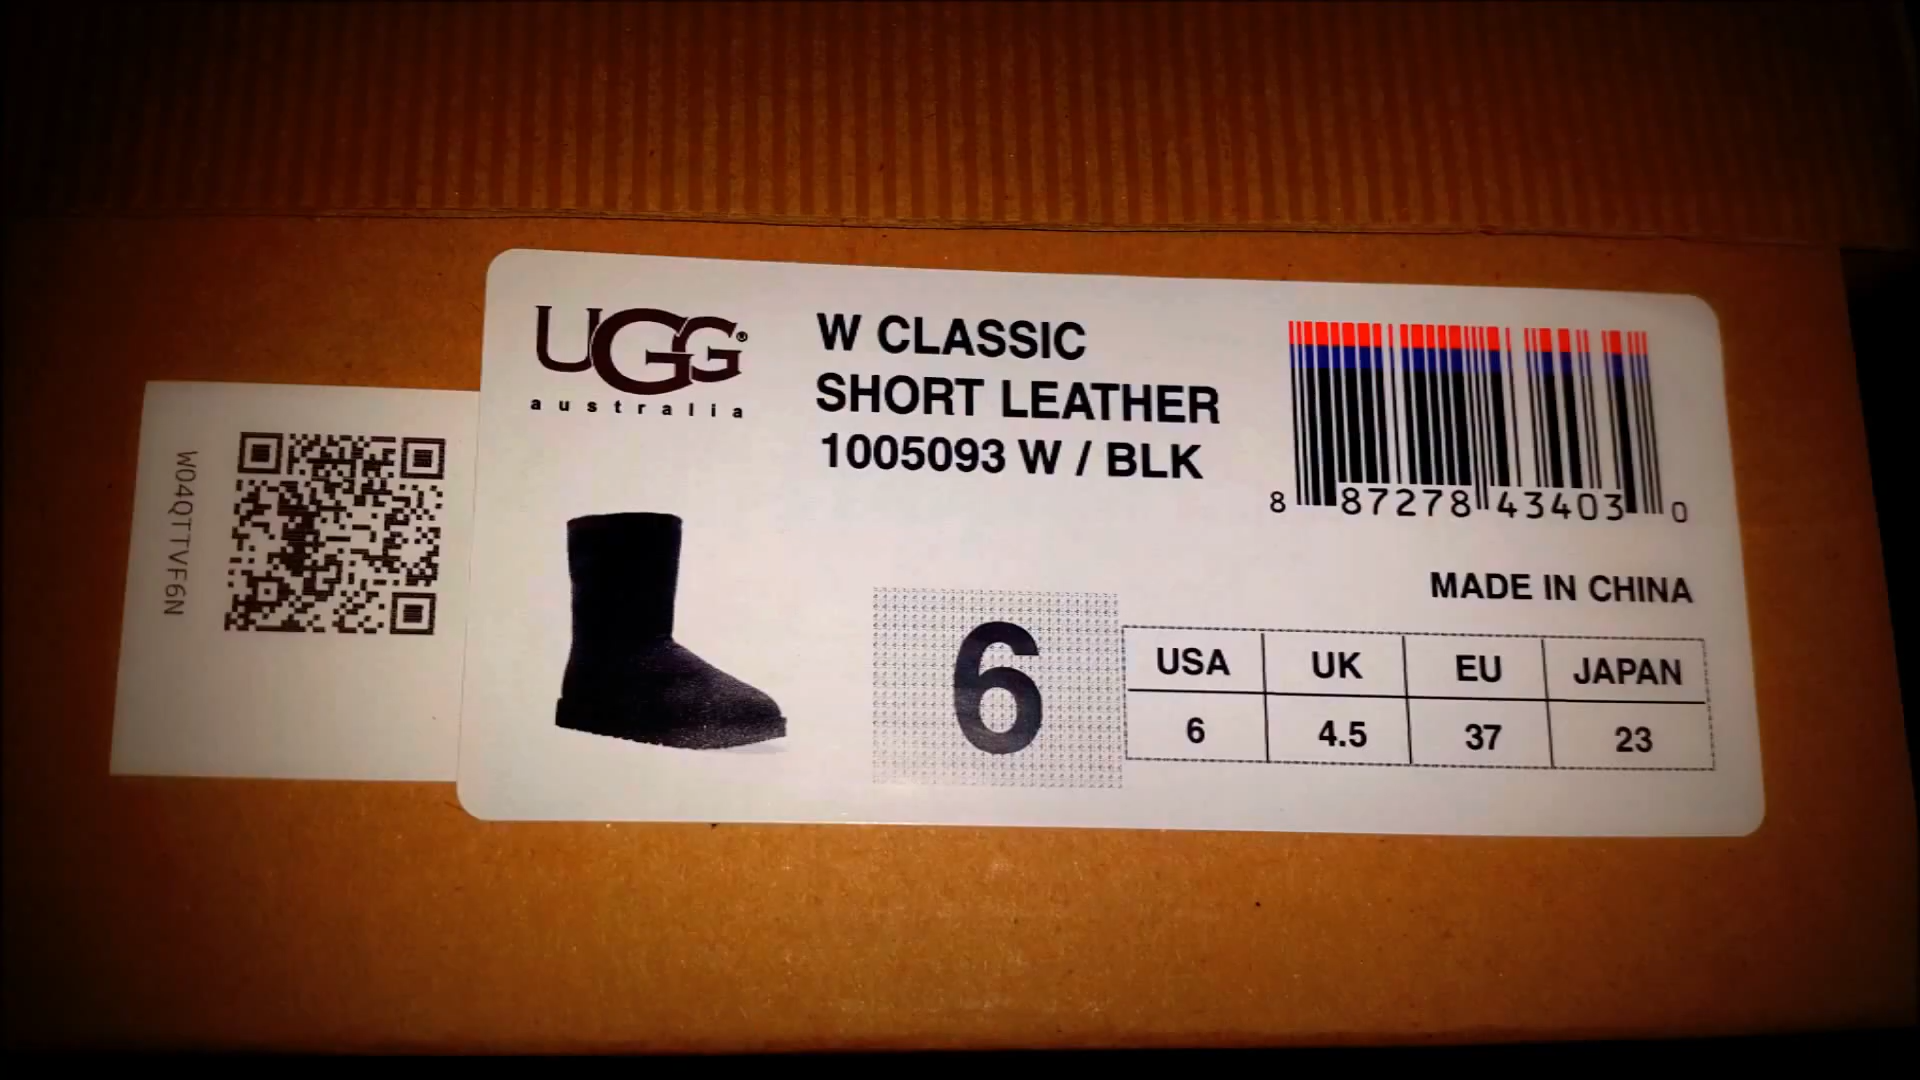 W04QTTVF6N
UGG®
australia
W CLASSIC
SHORT LEATHER
1005093 W / BLK
8 87278 43403 0
MADE IN CHINA
6
USA UK EU JAPAN
6 4.5 37 23